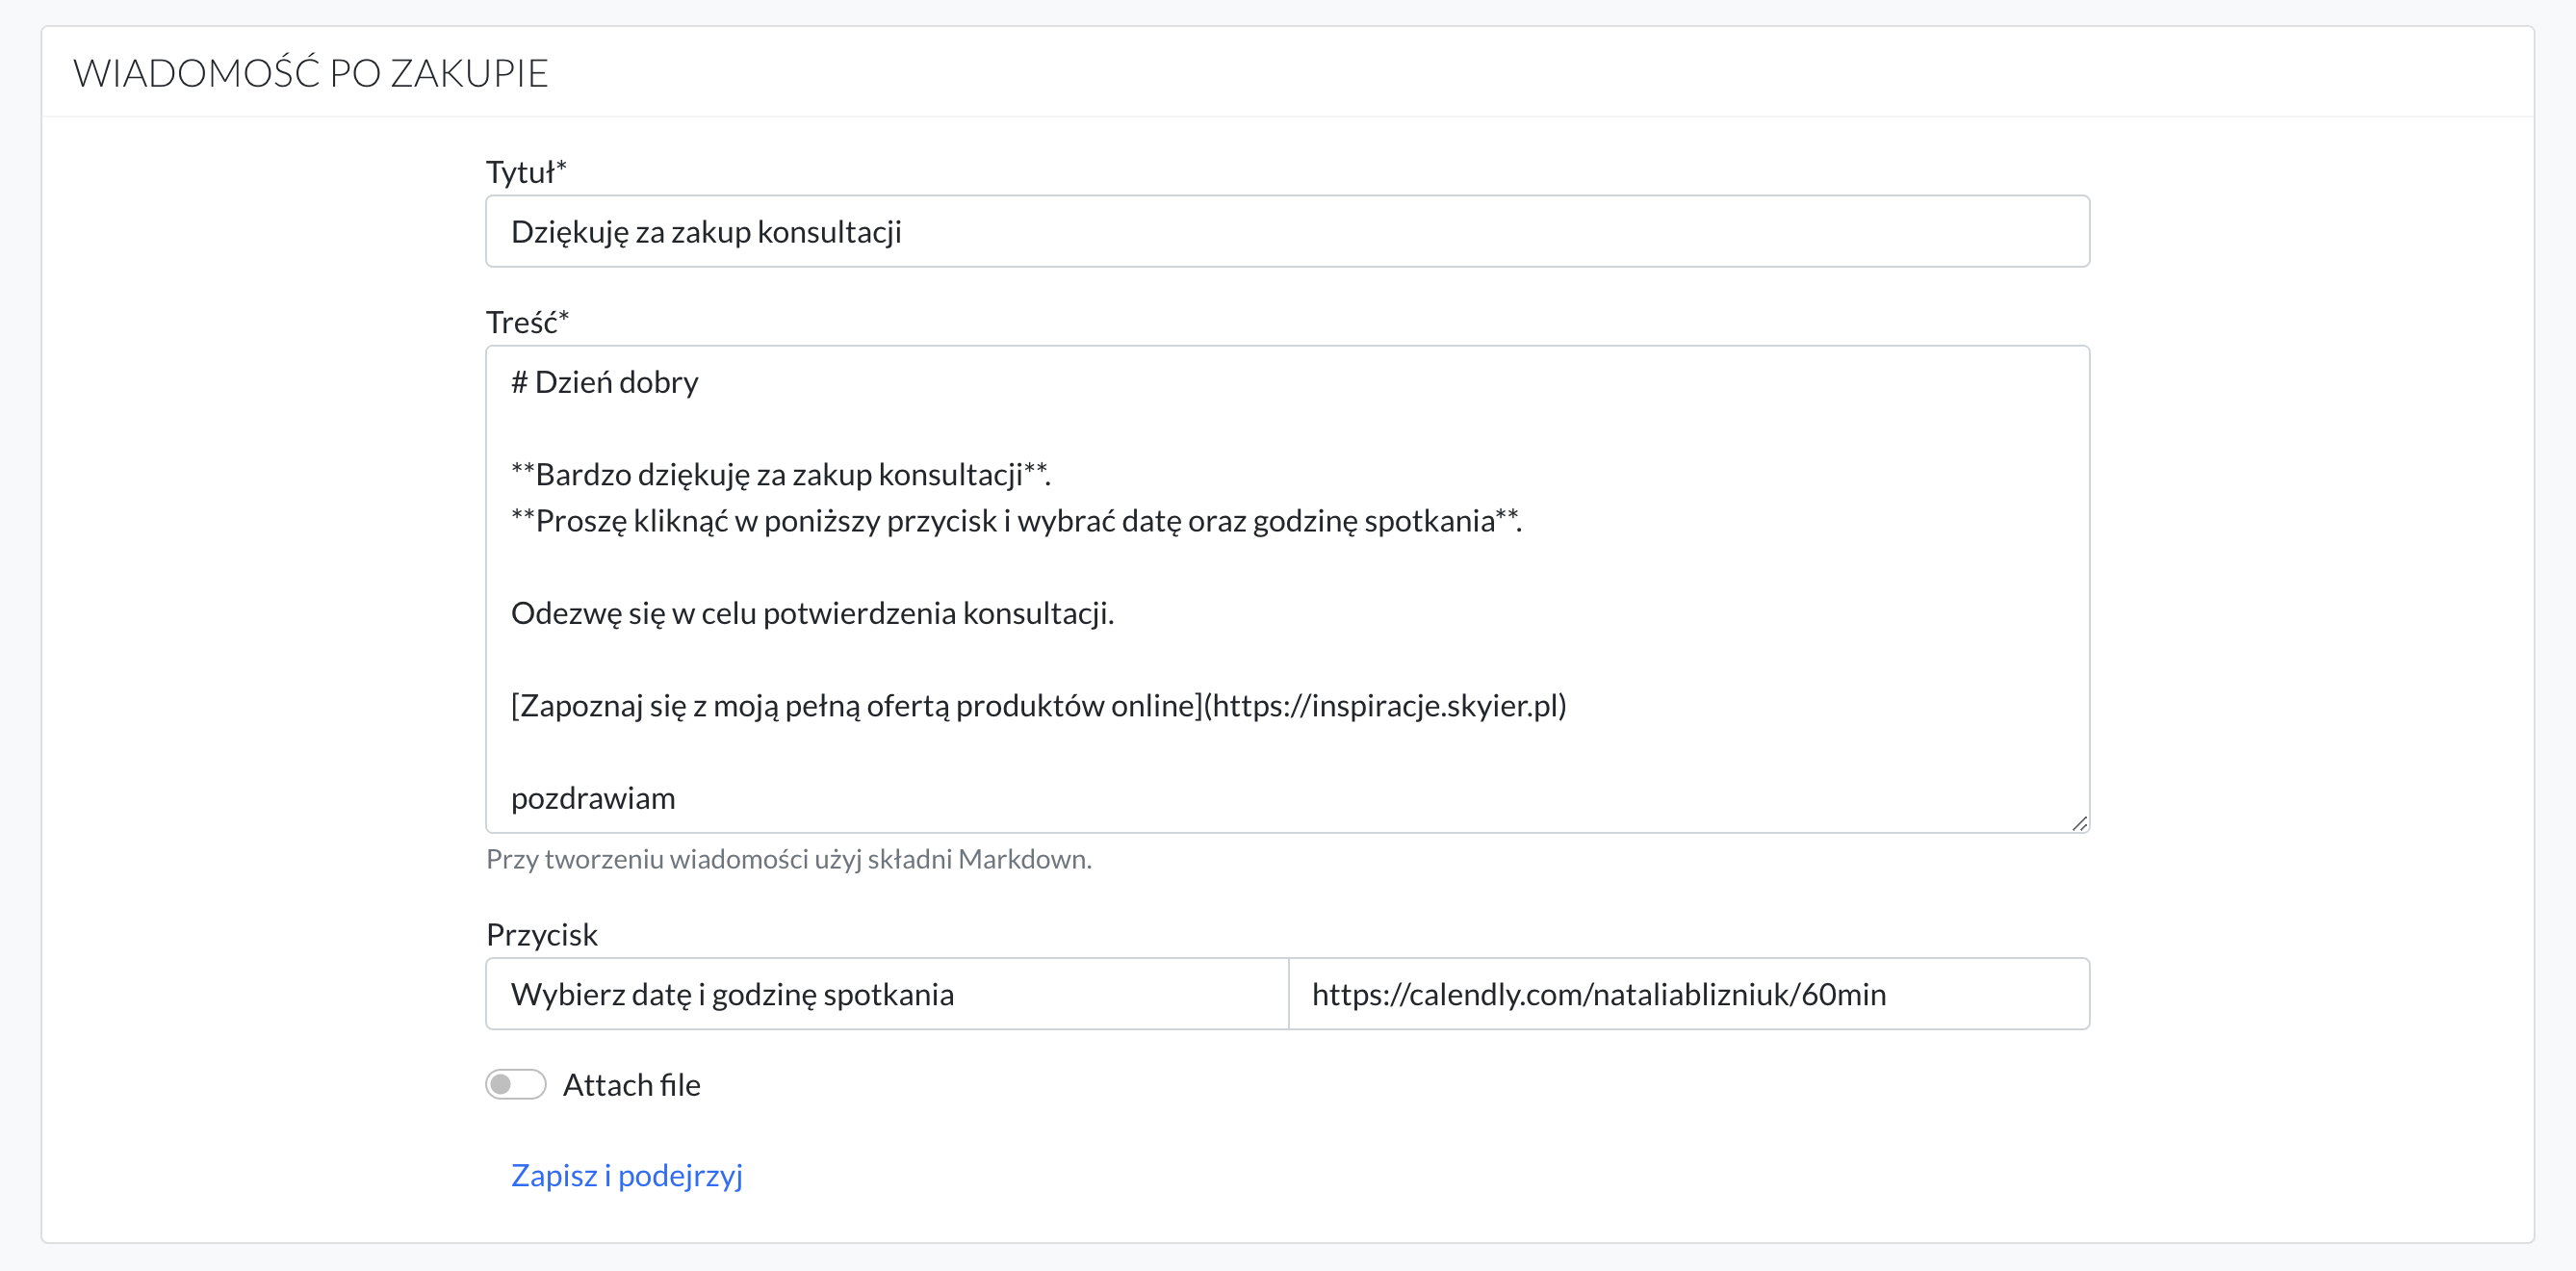 WIADOMOŚĆ PO ZAKUPIE
Tytuł*
Dziękuję za zakup konsultacji
Treść*
# Dzień dobry
**Bardzo dziękuję za zakup konsultacji**.
**Proszę kliknąć w poniższy przycisk i wybrać datę oraz godzinę spotkania**.
Odezwę się w celu potwierdzenia konsultacji.
[Zapoznaj się z moją pełną ofertą produktów online](https://inspiracje.skyier.pl)
pozdrawiam
Przy tworzeniu wiadomości użyj składni Markdown.
Przycisk
Wybierz datę i godzinę spotkania
https://calendly.com/nataliablizniuk/60min
Attach file
Zapisz i podejrzyj